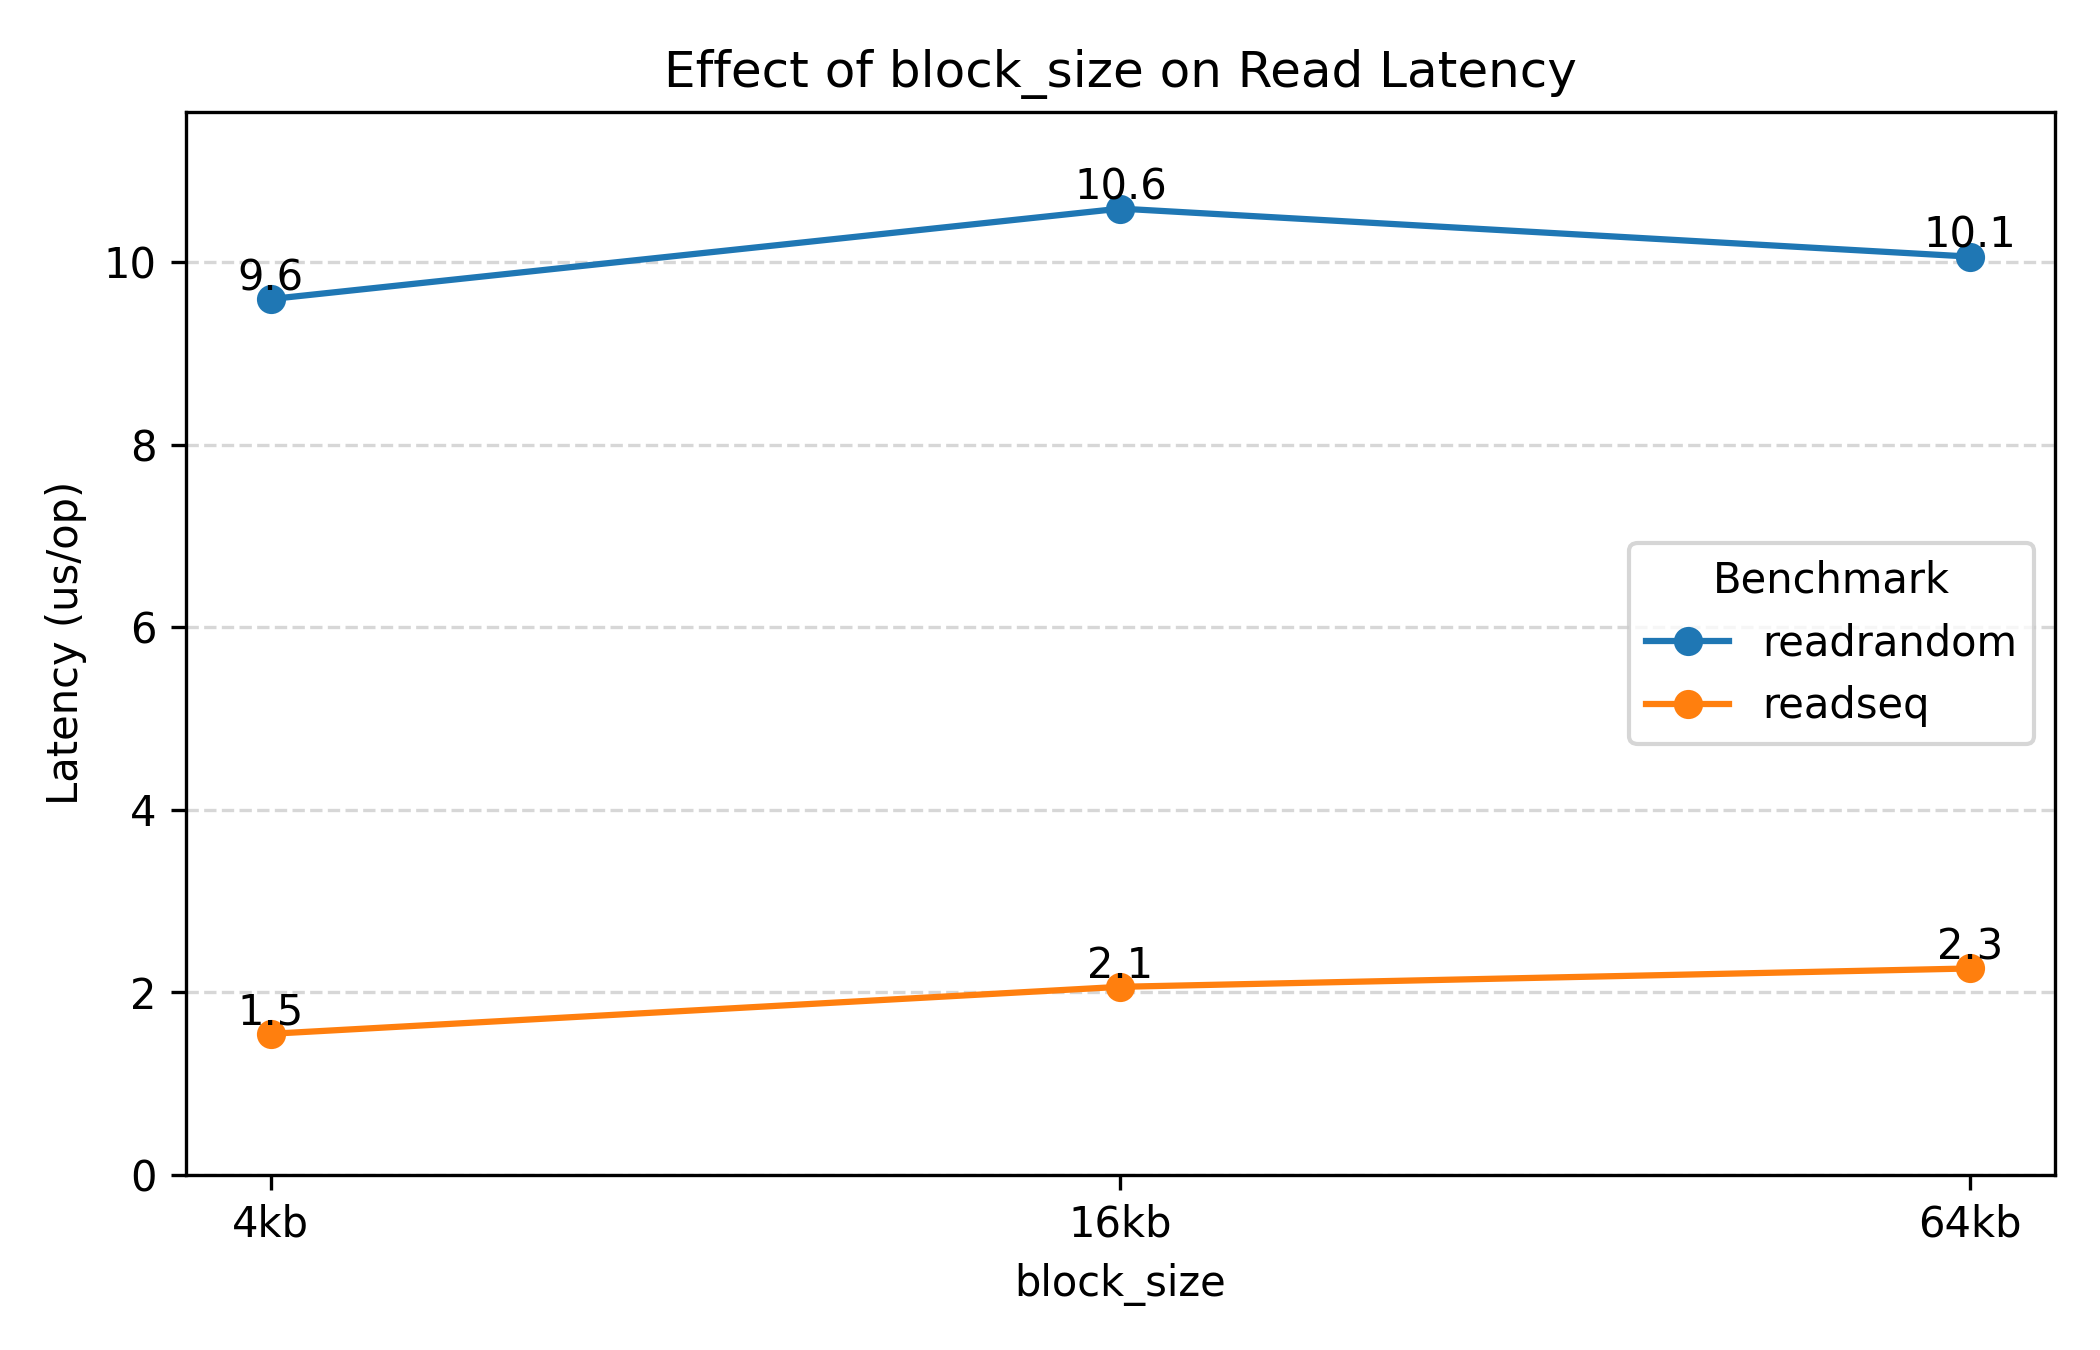 Effect of block_size on Read Latency
10.6
10.1
9.6
10
8
6
4
2
0
Latency (us/op)
Benchmark
readrandom
readseq
2.3
2.1
1.5
4kb 16kb 64kb
block_size